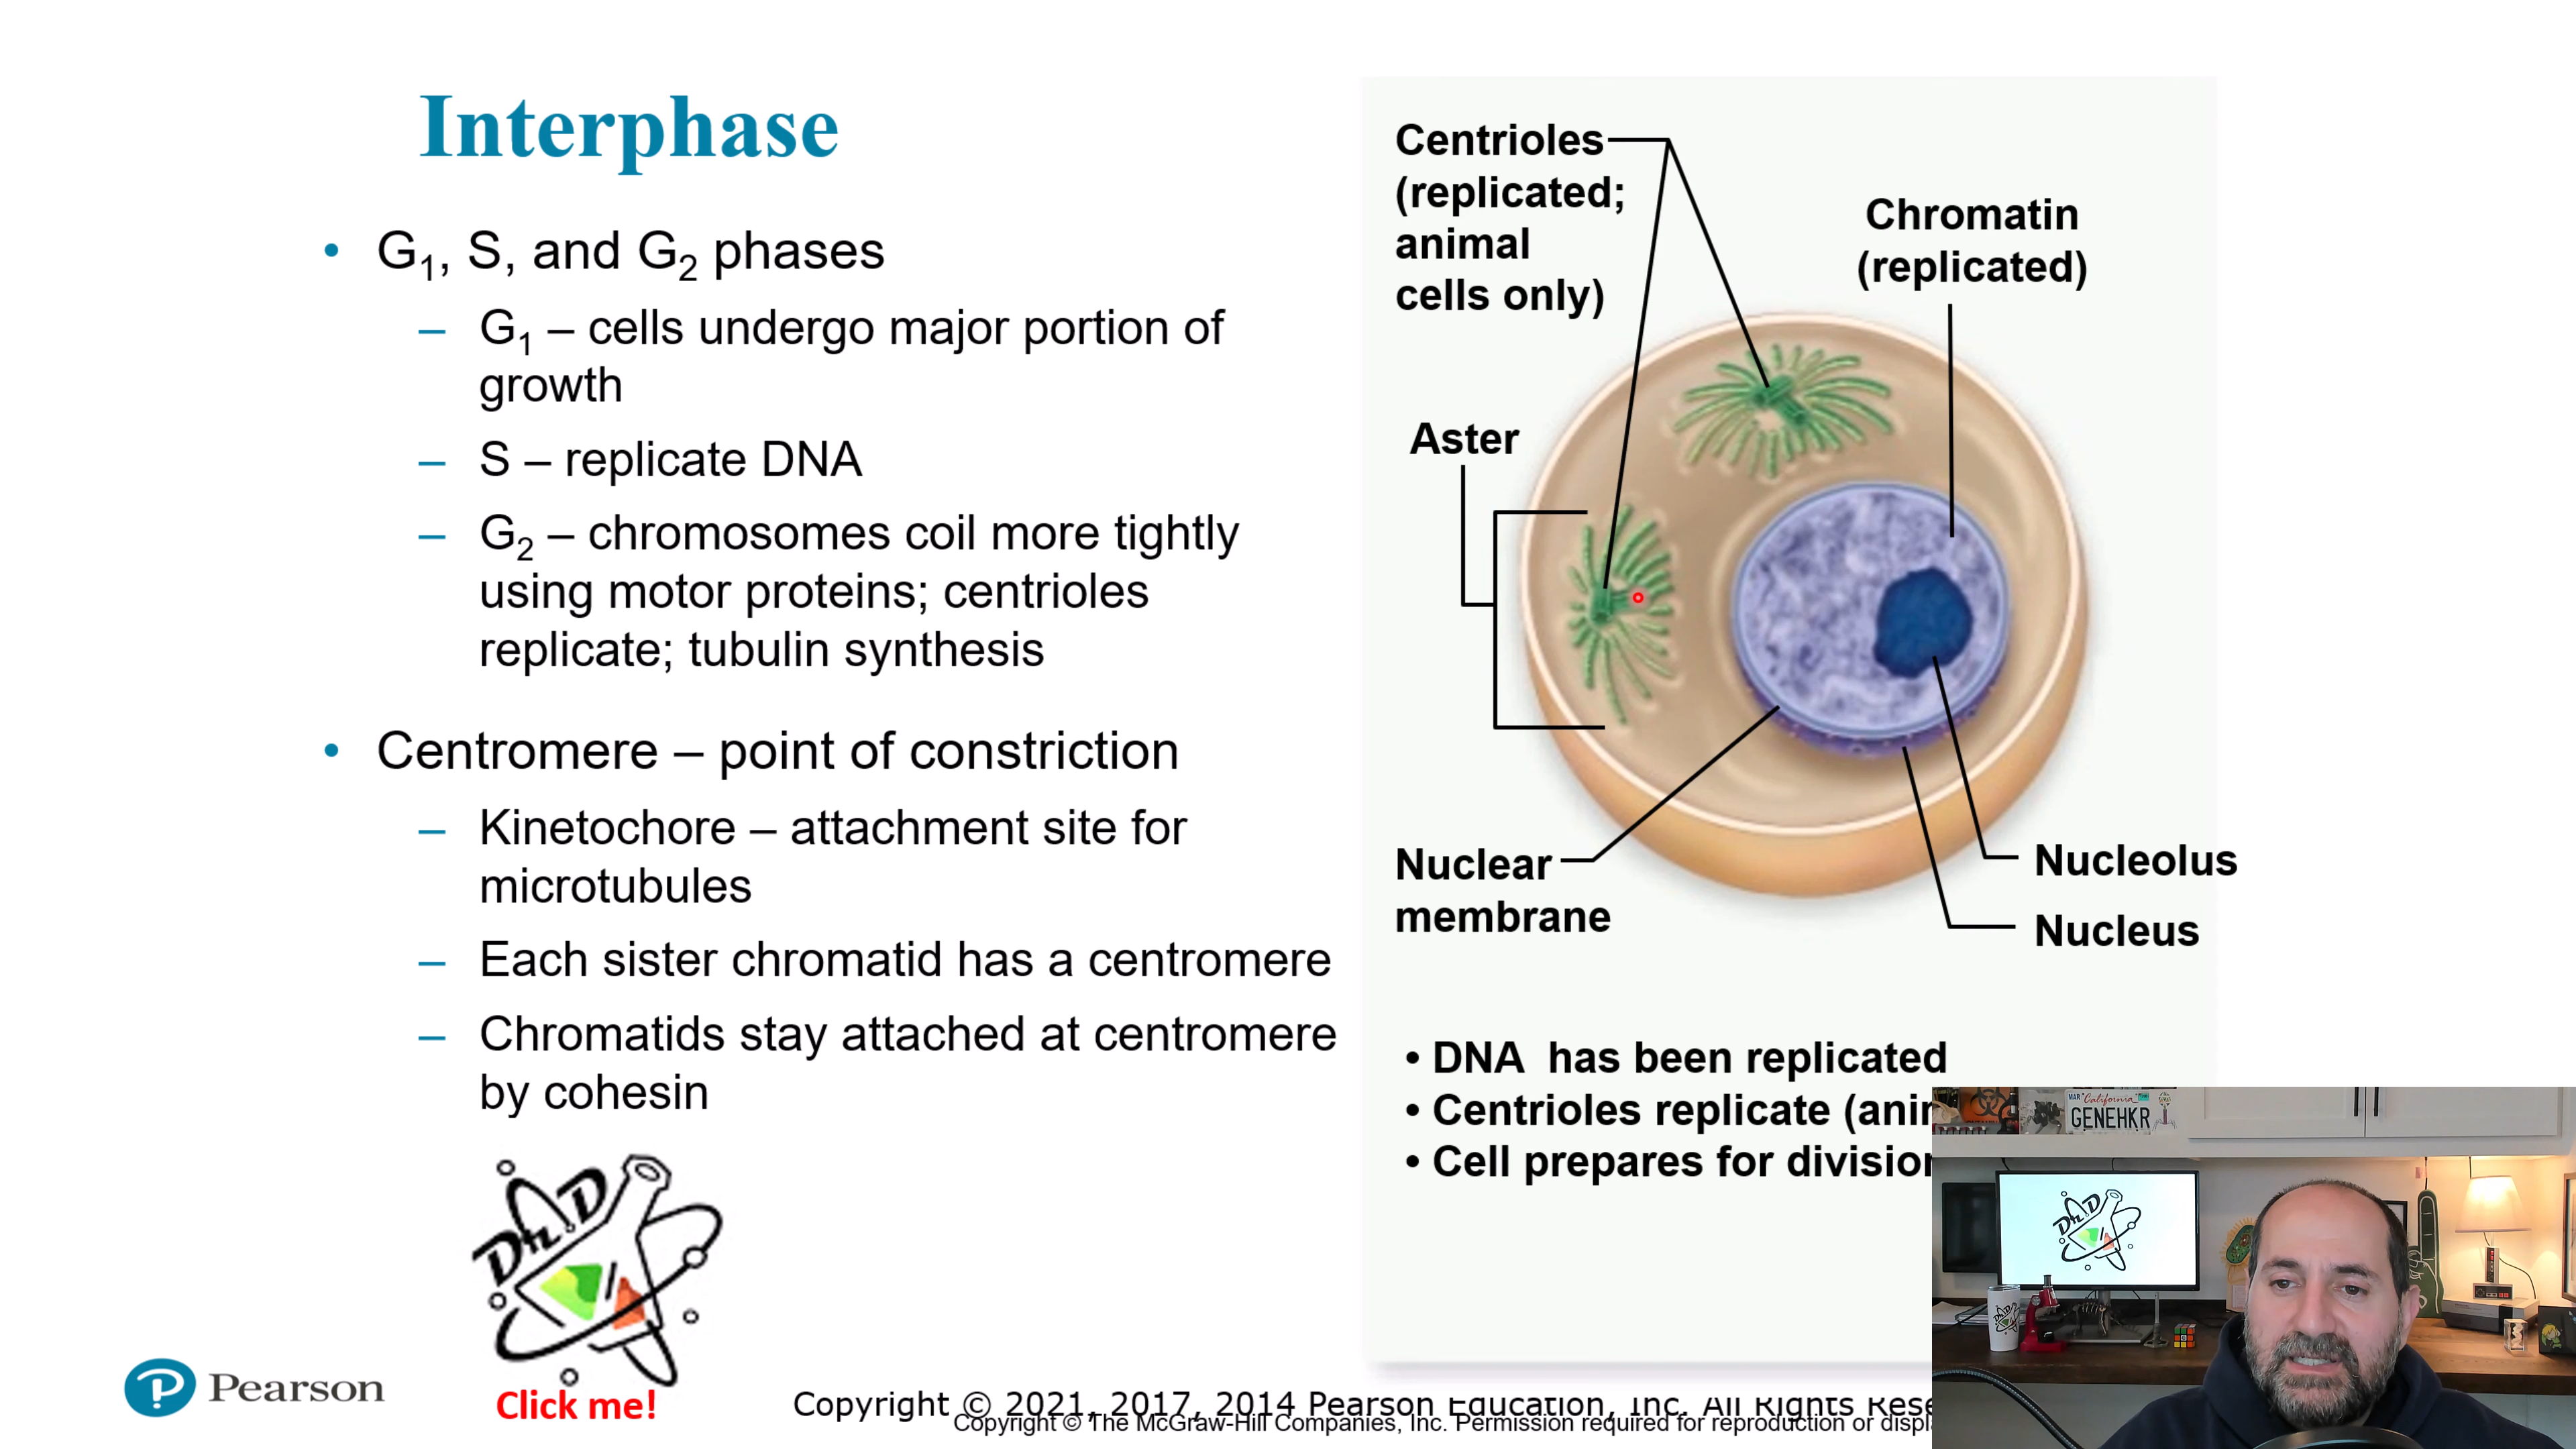 Interphase
• G₁, S, and G₂ phases
– G₁ – cells undergo major portion of
growth
– S – replicate DNA
– G₂ – chromosomes coil more tightly
using motor proteins; centrioles
replicate; tubulin synthesis
• Centromere – point of constriction
– Kinetochore – attachment site for
microtubules
– Each sister chromatid has a centromere
– Chromatids stay attached at centromere
by cohesin
Centrioles
(replicated;
animal
cells only)
Chromatin
(replicated)
Aster
Nuclear
membrane
Nucleolus
Nucleus
• DNA has been replicated
• Centrioles replicate (anim
• Cell prepares for division
Dr. D
Click me!
Pearson
Copyright © 2021, 2017, 2014 Pearson Education, Inc. All Rights Rese
Copyright © The McGraw-Hill Companies, Inc. Permission required for reproduction or displ
MAR California
GENEHKR
Dr. D